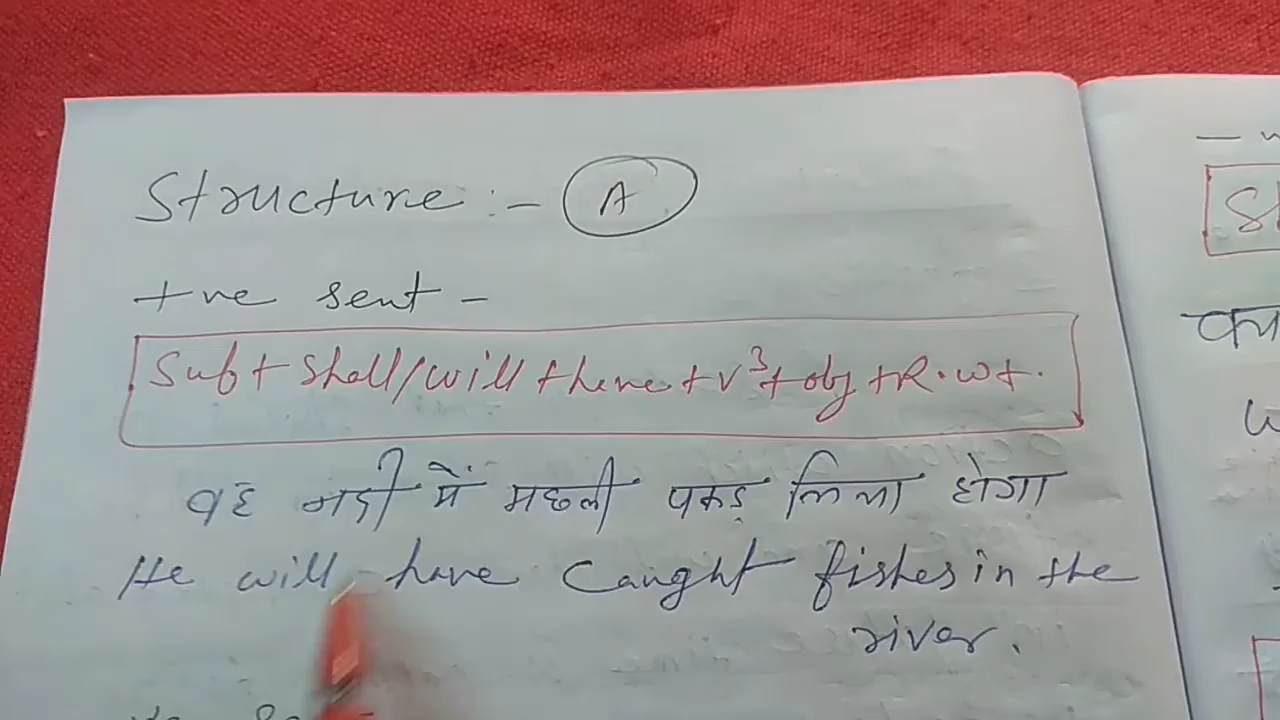 Structure :- A
+ve sent -
Sub + Shall/will + have + V³ + obj + R.w+.
वह नदी में मछली पकड़ लिया होगा
He will have caught fishes in the
river.